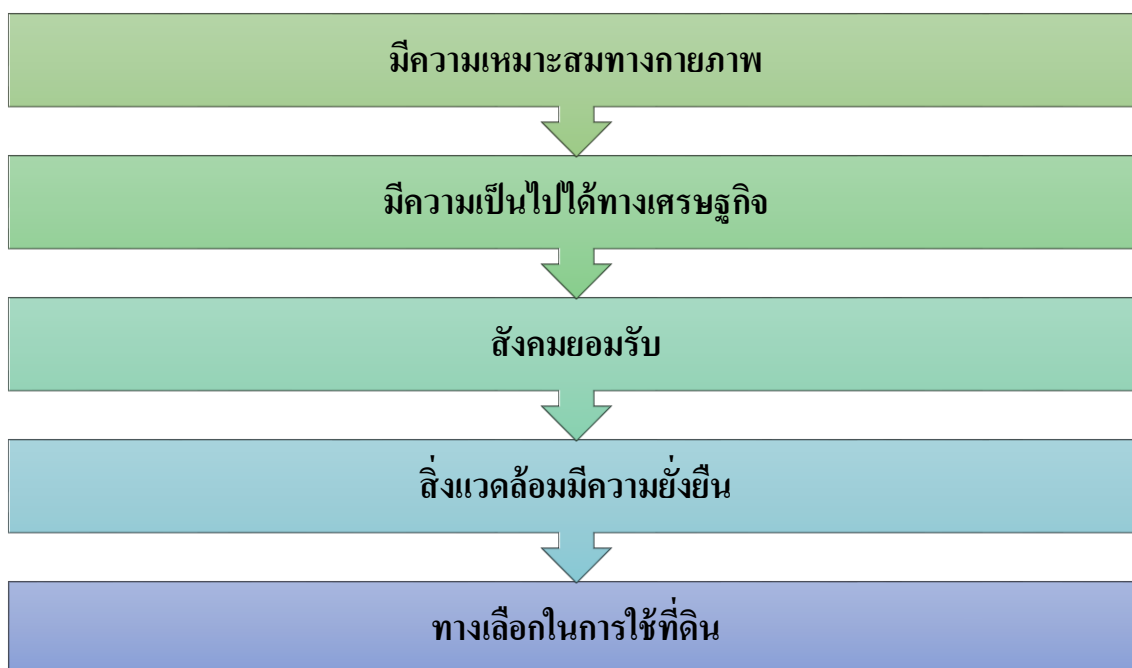 มีความเหมาะสมทางกายภาพ
มีความเป็นไปได้ทางเศรษฐกิจ
สังคมยอมรับ
สิ่งแวดล้อมมีความยั่งยืน
ทางเลือกในการใช้ที่ดิน